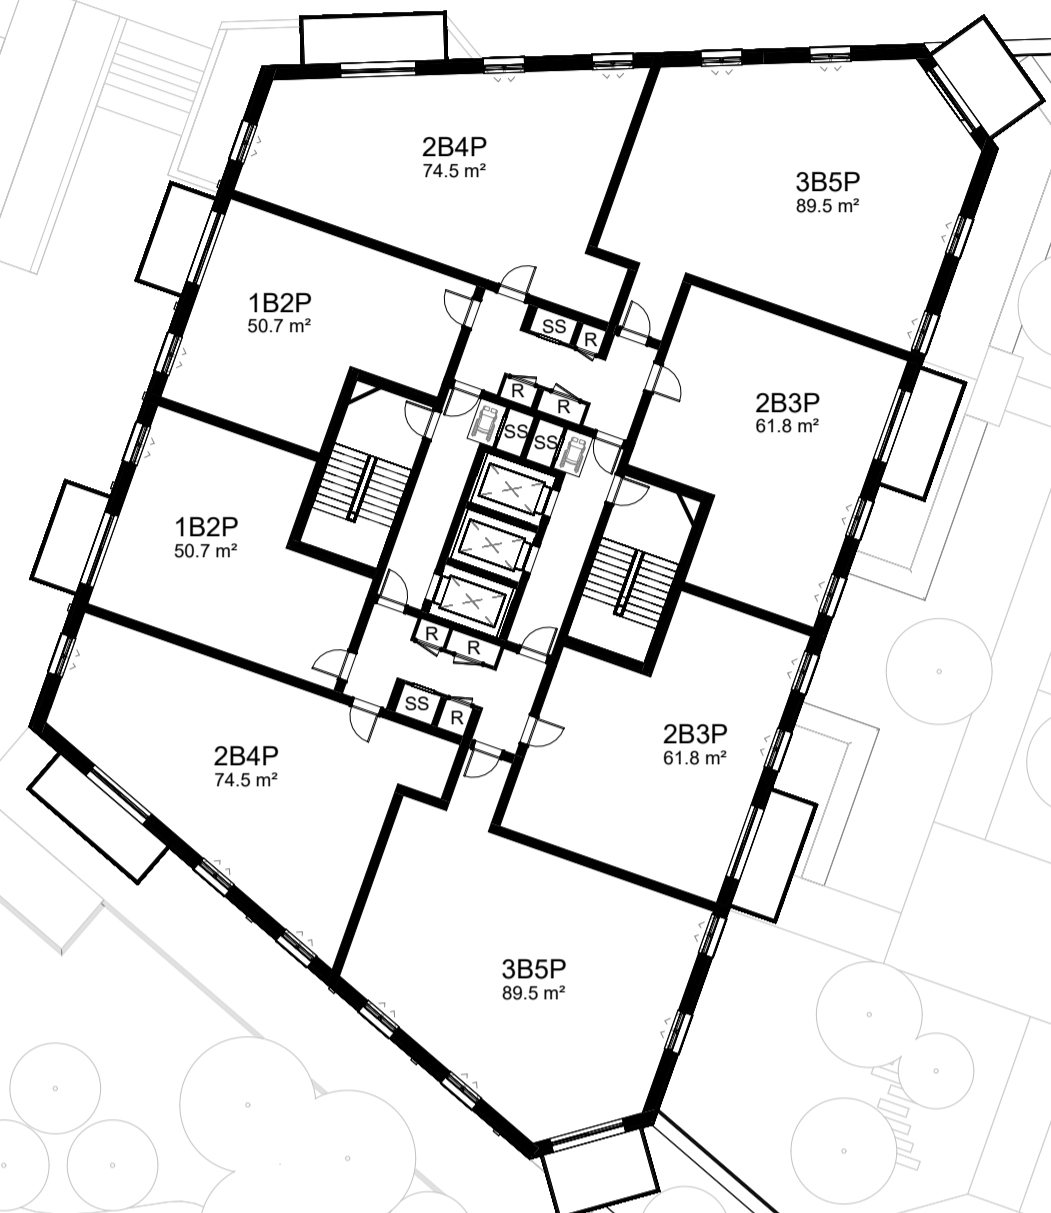 2B4P
74.5 m²
3B5P
89.5 m²
1B2P
50.7 m²
SS
R
R
R
2B3P
61.8 m²
SS
SS
1B2P
50.7 m²
R
R
SS
R
2B4P
74.5 m²
2B3P
61.8 m²
3B5P
89.5 m²